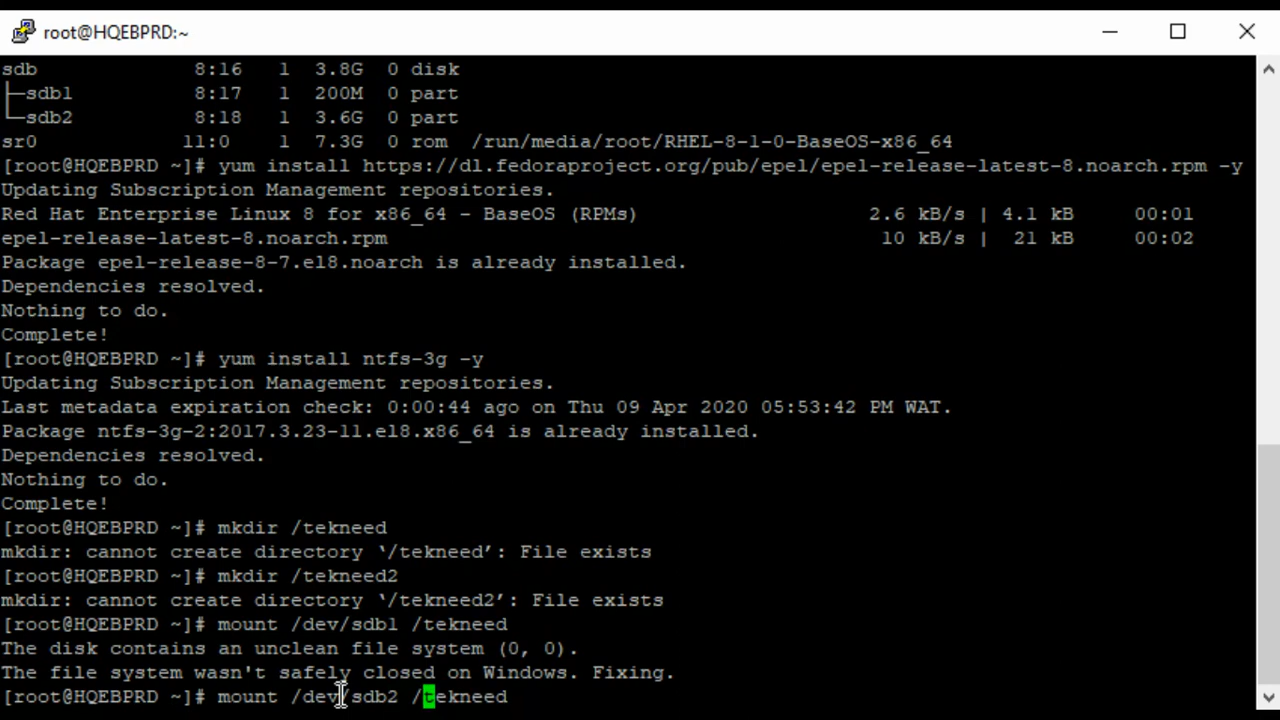 root@HQEBPRD:~
sdb 8:16 1 3.8G 0 disk
├─sdb1 8:17 1 200M 0 part
└─sdb2 8:18 1 3.6G 0 part
sr0 11:0 1 7.3G 0 rom /run/media/root/RHEL-8-1-0-BaseOS-x86_64
[root@HQEBPRD ~]# yum install https://dl.fedoraproject.org/pub/epel/epel-release-latest-8.noarch.rpm -y
Updating Subscription Management repositories.
Red Hat Enterprise Linux 8 for x86_64 - BaseOS (RPMs) 2.6 kB/s | 4.1 kB 00:01
epel-release-latest-8.noarch.rpm 10 kB/s | 21 kB 00:02
Package epel-release-8-7.el8.noarch is already installed.
Dependencies resolved.
Nothing to do.
Complete!
[root@HQEBPRD ~]# yum install ntfs-3g -y
Updating Subscription Management repositories.
Last metadata expiration check: 0:00:44 ago on Thu 09 Apr 2020 05:53:42 PM WAT.
Package ntfs-3g-2:2017.3.23-11.el8.x86_64 is already installed.
Dependencies resolved.
Nothing to do.
Complete!
[root@HQEBPRD ~]# mkdir /tekneed
mkdir: cannot create directory ‘/tekneed’: File exists
[root@HQEBPRD ~]# mkdir /tekneed2
mkdir: cannot create directory ‘/tekneed2’: File exists
[root@HQEBPRD ~]# mount /dev/sdb1 /tekneed
The disk contains an unclean file system (0, 0).
The file system wasn't safely closed on Windows. Fixing.
[root@HQEBPRD ~]# mount /dev/sdb2 /tekneed